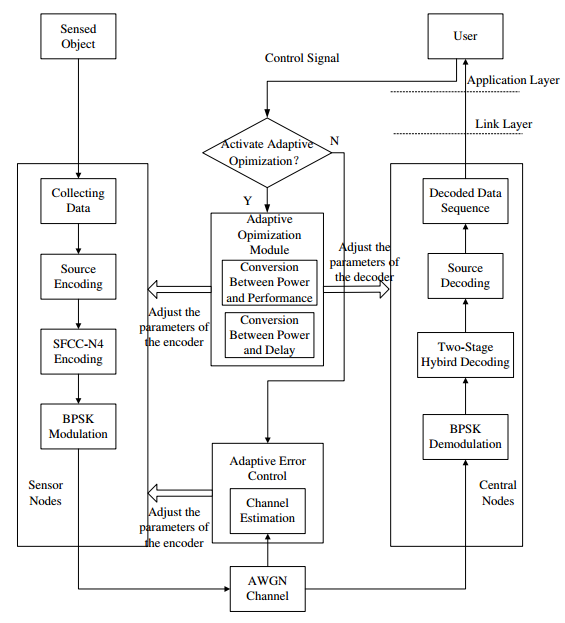 Sensed
Object
User
Control Signal
Application Layer
Link Layer
Activate Adaptive
Opimization?
N
Y
Collecting
Data
Source
Encoding
SFCC-N4
Encoding
BPSK
Modulation
Sensor
Nodes
Adaptive
Opimization
Module
Conversion
Between Power
and Performance
Conversion
Between Power
and Delay
Adjust the
parameters of
the encoder
Adjust the
parameters of
the decoder
Decoded Data
Sequence
Source
Decoding
Two-Stage
Hybird Decoding
BPSK
Demodulation
Central
Nodes
Adaptive Error
Control
Channel
Estimation
Adjust the
parameters of
the encoder
AWGN
Channel